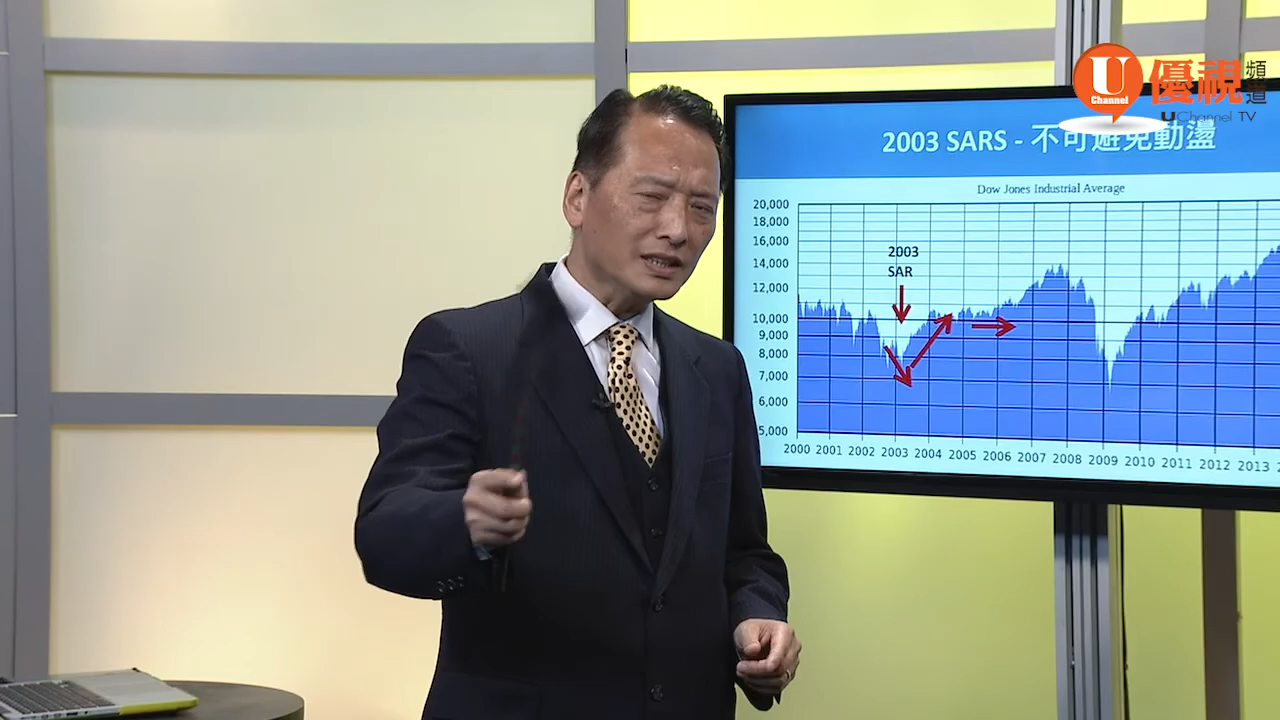 U
Channel
優視
頻道
UChannel TV
2003 SARS - 不可避免動盪
Dow Jones Industrial Average
20,000
18,000
16,000
14,000
12,000
10,000
9,000
8,000
7,000
6,000
5,000
2003
SAR
2000 2001 2002 2003 2004 2005 2006 2007 2008 2009 2010 2011 2012 2013